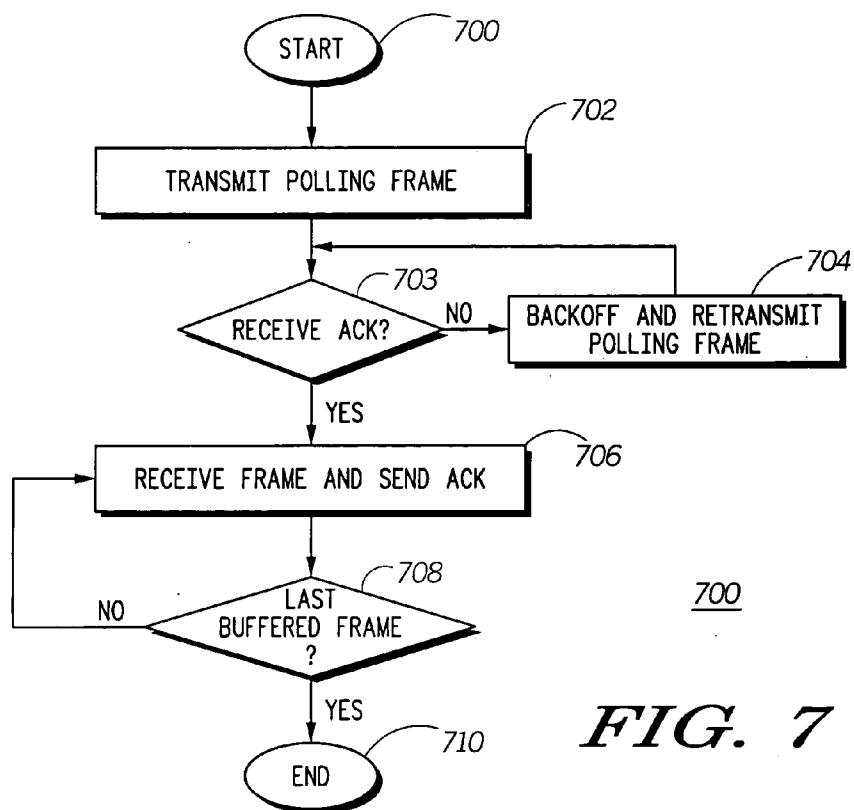 START
700
702
TRANSMIT POLLING FRAME
703
704
RECEIVE ACK?
NO
BACKOFF AND RETRANSMIT
POLLING FRAME
YES
706
RECEIVE FRAME AND SEND ACK
708
NO
LAST
BUFFERED FRAME
?
700
YES
710
END
FIG. 7